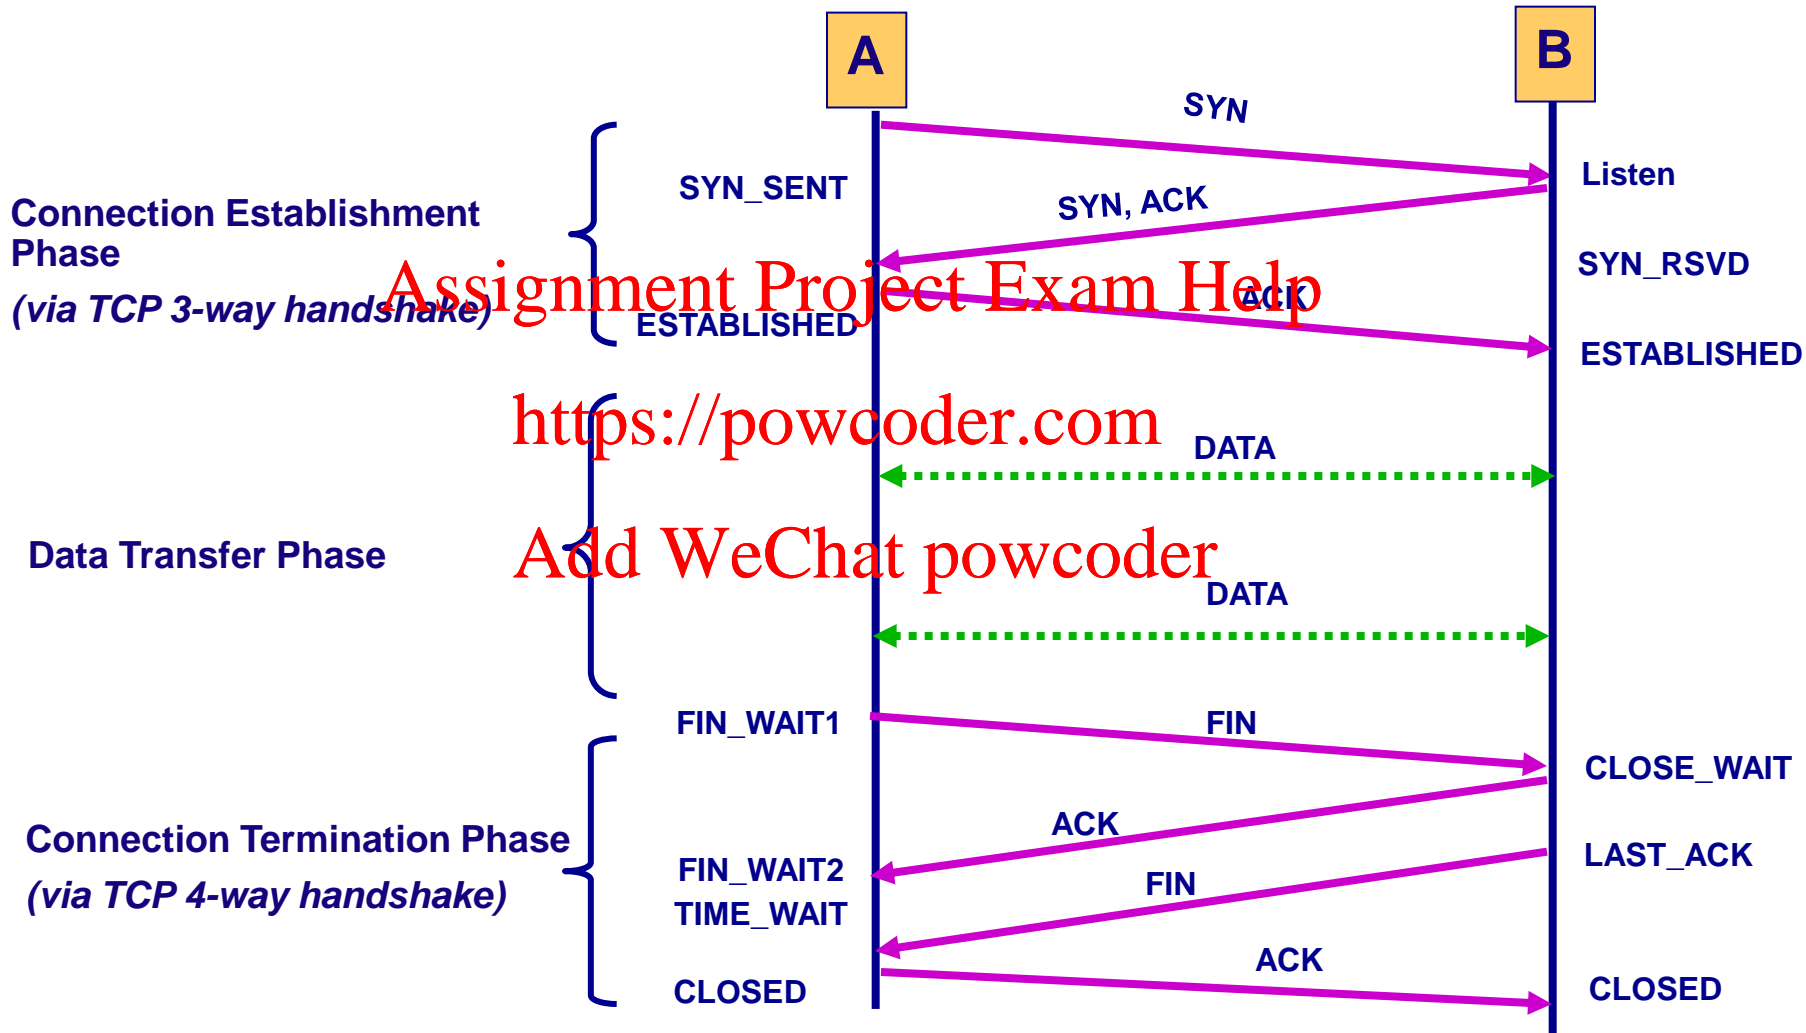 A
B
SYN
SYN_SENT
Listen
Connection Establishment
Phase
(via TCP 3-way handshake)
SYN, ACK
SYN_RSVD
Assignment Project Exam Help
ACK
ESTABLISHED
ESTABLISHED
https://powcoder.com
DATA
Data Transfer Phase
Add WeChat powcoder
DATA
FIN_WAIT1
FIN
CLOSE_WAIT
Connection Termination Phase
(via TCP 4-way handshake)
ACK
FIN_WAIT2
LAST_ACK
FIN
TIME_WAIT
ACK
CLOSED
CLOSED